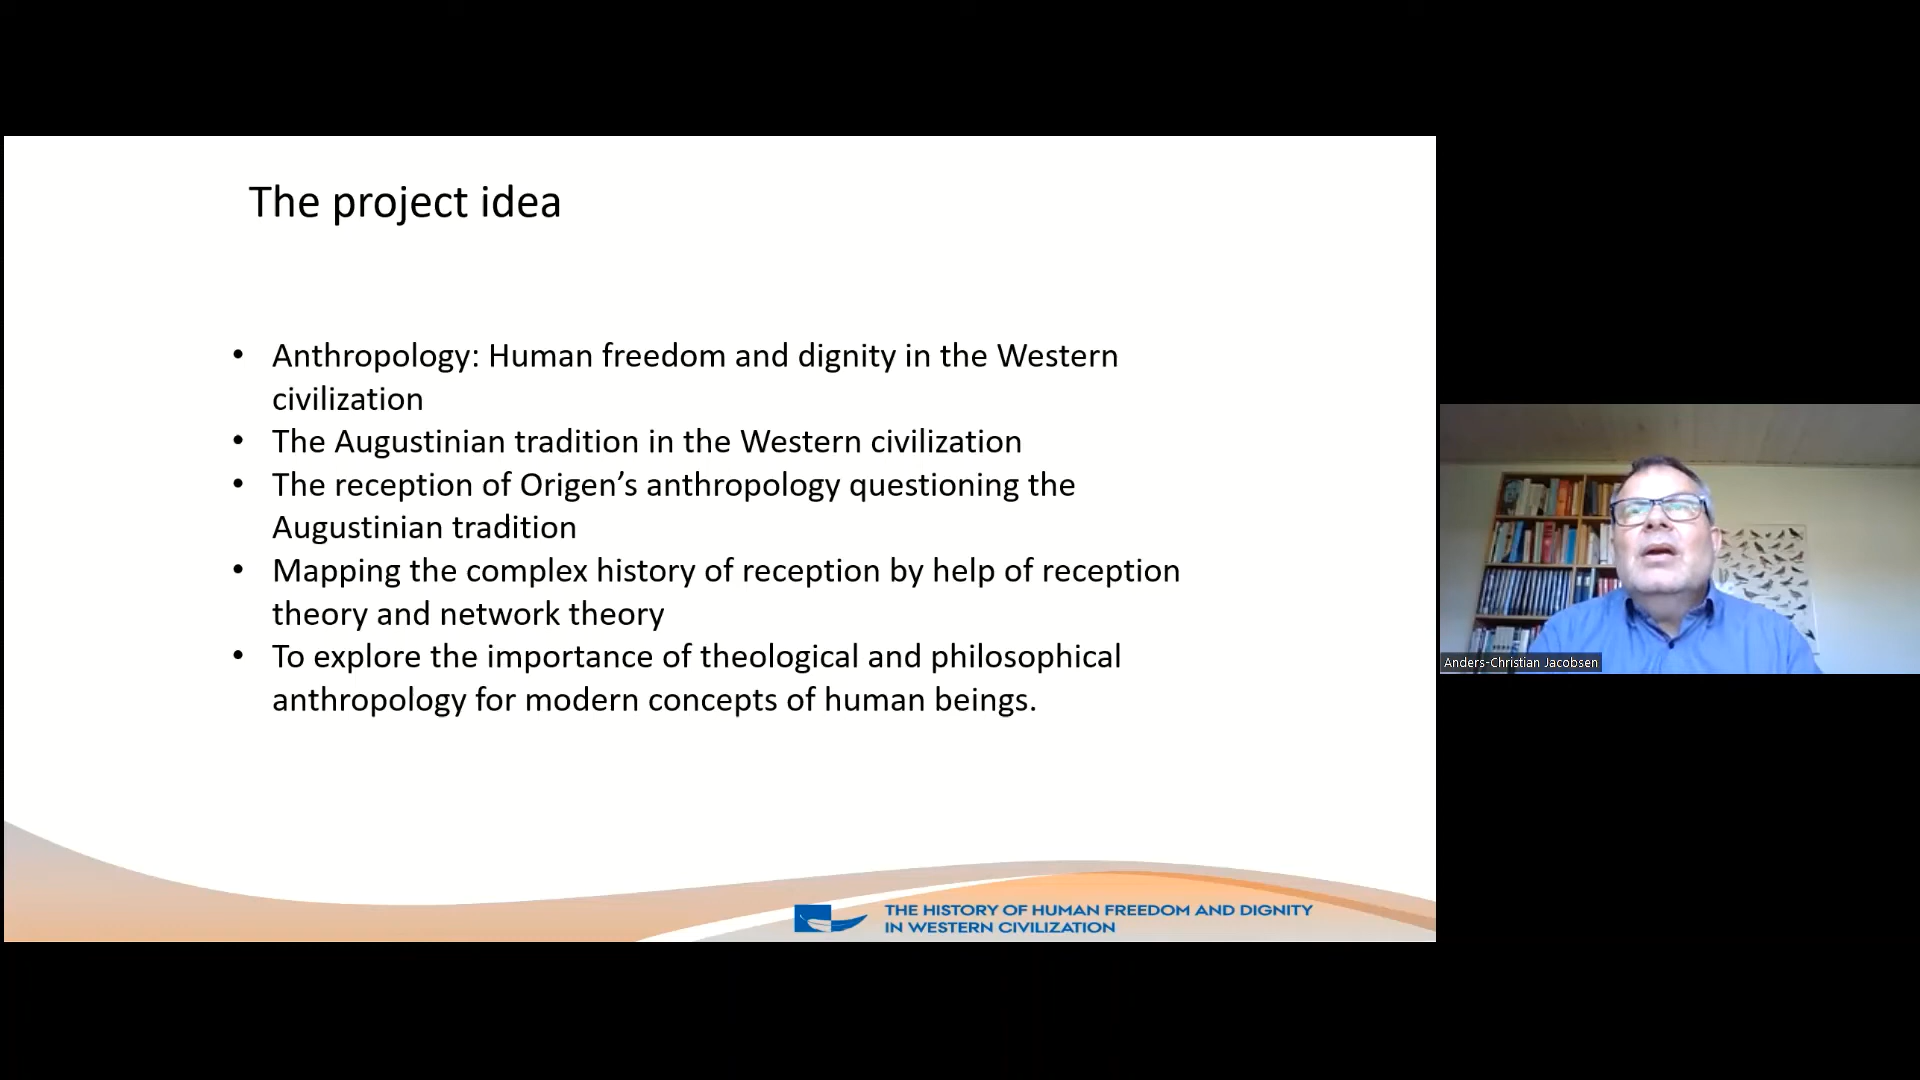 The project idea
• Anthropology: Human freedom and dignity in the Western
civilization
• The Augustinian tradition in the Western civilization
• The reception of Origen’s anthropology questioning the
Augustinian tradition
• Mapping the complex history of reception by help of reception
theory and network theory
• To explore the importance of theological and philosophical
anthropology for modern concepts of human beings.
THE HISTORY OF HUMAN FREEDOM AND DIGNITY
IN WESTERN CIVILIZATION
Anders-Christian Jacobsen